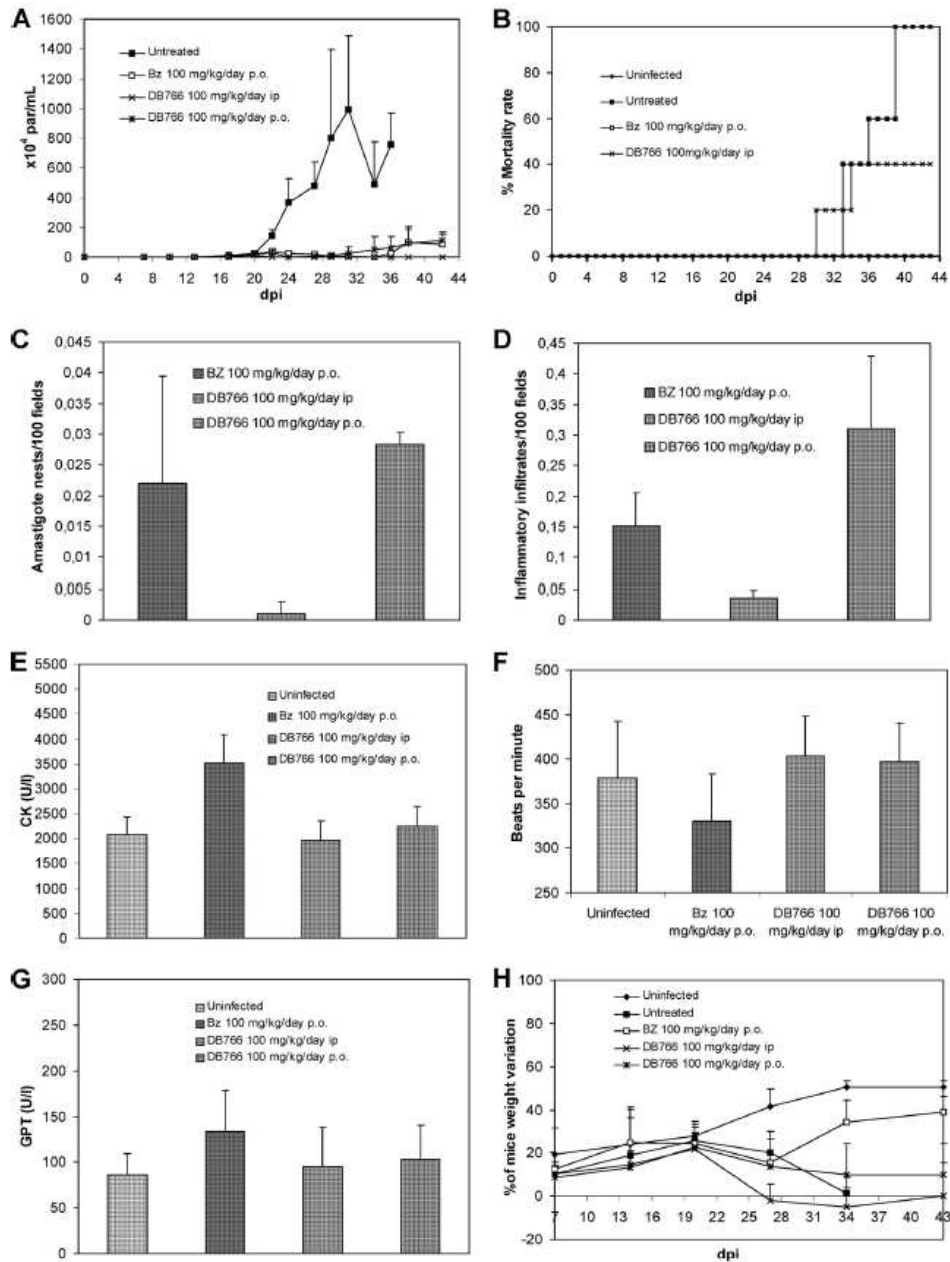 A
x10⁴ par/mL
1600
1400
1200
1000
800
600
400
200
0
Untreated
Bz 100 mg/kg/day p.o.
DB766 100 mg/kg/day ip
DB766 100 mg/kg/day p.o.
0 4 8 12 16 20 24 28 32 36 40 44
dpi
B
% Mortality rate
100
80
60
40
20
0
Uninfected
Untreated
Bz 100 mg/kg/day p.o.
DB766 100mg/kg/day ip
0 4 8 12 16 20 24 28 32 36 40 44
dpi
C
Amastigote nests/100 fields
0,045
0,04
0,035
0,03
0,025
0,02
0,015
0,01
0,005
0
BZ 100 mg/kg/day p.o.
DB766 100 mg/kg/day ip
DB766 100 mg/kg/day p.o.
D
Inflammatory infiltrates/100 fields
0,45
0,4
0,35
0,3
0,25
0,2
0,15
0,1
0,05
0
BZ 100 mg/kg/day p.o.
DB766 100 mg/kg/day ip
DB766 100 mg/kg/day p.o.
E
CK (U/l)
5500
5000
4500
4000
3500
3000
2500
2000
1500
1000
500
0
Uninfected
Bz 100 mg/kg/day p.o.
DB766 100 mg/kg/day ip
DB766 100 mg/kg/day p.o.
F
Beats per minute
500
450
400
350
300
250
Uninfected
Bz 100 mg/kg/day p.o.
DB766 100 mg/kg/day ip
DB766 100 mg/kg/day p.o.
G
GPT (U/l)
300
250
200
150
100
50
0
Uninfected
Bz 100 mg/kg/day p.o.
DB766 100 mg/kg/day ip
DB766 100 mg/kg/day p.o.
H
% of mice weight variation
100
80
60
40
20
0
-20
Uninfected
Untreated
BZ 100 mg/kg/day p.o.
DB766 100 mg/kg/day ip
DB766 100 mg/kg/day p.o.
7 10 14 17 20 22 25 28 34 37 40 43
dpi